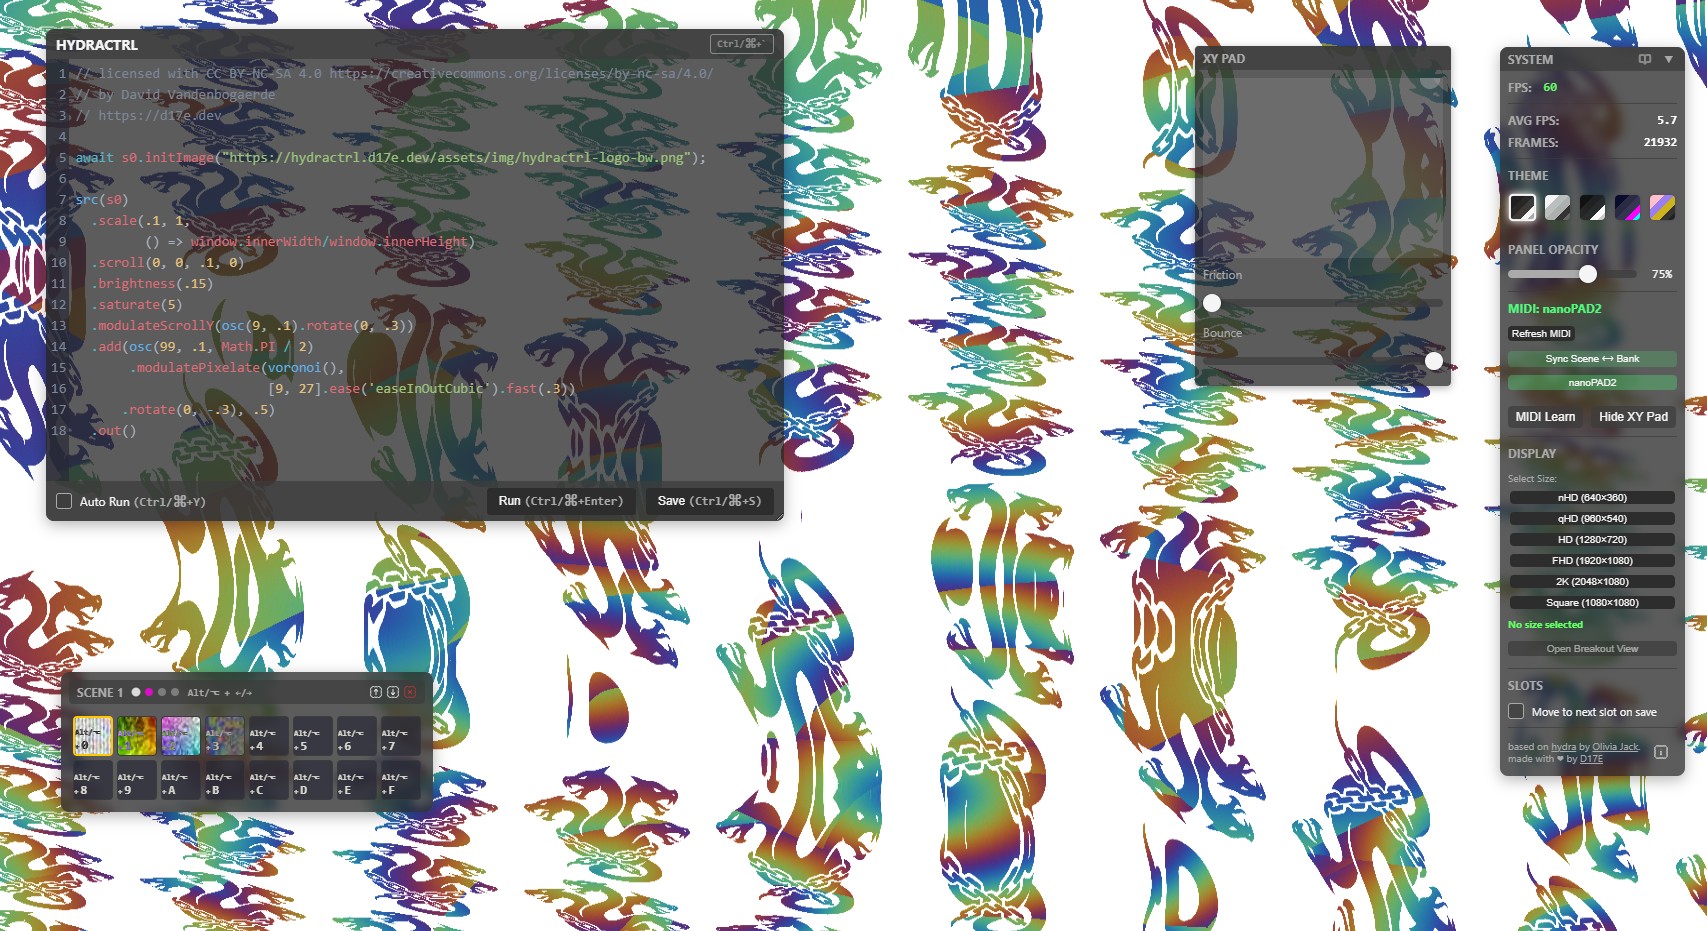 HYDRACTRL
Ctrl/⌘+`
1 // licensed with CC BY-NC-SA 4.0 https://creativecommons.org/licenses/by-nc-sa/4.0/
2 // by David Vandenbogaerde
3 // https://d17e.dev
4
5 await s0.initImage("https://hydractrl.d17e.dev/assets/img/hydractrl-logo-bw.png");
6
7 src(s0)
8 .scale(.1, 1,
9 () => window.innerWidth/window.innerHeight)
10 .scroll(0, 0, .1, 0)
11 .brightness(.15)
12 .saturate(5)
13 .modulateScrollY(osc(9, .1).rotate(0, .3))
14 .add(osc(99, .1, Math.PI / 2)
15 .modulatePixelate(voronoi(),
16 [9, 27].ease('easeInOutCubic').fast(.3))
17 .rotate(0, -.3), .5)
18 .out()
Auto Run (Ctrl/⌘+Y)
Run (Ctrl/⌘+Enter)
Save (Ctrl/⌘+S)
SCENE 1
Alt/⌥ + ←/→
Alt/⌥ +0
Alt/⌥ +3
Alt/⌥ +4
Alt/⌥ +5
Alt/⌥ +6
Alt/⌥ +7
Alt/⌥ +8
Alt/⌥ +9
Alt/⌥ +A
Alt/⌥ +B
Alt/⌥ +C
Alt/⌥ +D
Alt/⌥ +E
Alt/⌥ +F
XY PAD
Friction
Bounce
SYSTEM
FPS: 60
AVG FPS: 5.7
FRAMES: 21932
THEME
PANEL OPACITY
75%
MIDI: nanoPAD2
Refresh MIDI
Sync Scene ↔ Bank
nanoPAD2
MIDI Learn
Hide XY Pad
DISPLAY
Select Size:
nHD (640×360)
qHD (960×540)
HD (1280×720)
FHD (1920×1080)
2K (2048×1080)
Square (1080×1080)
No size selected
Open Breakout View
SLOTS
Move to next slot on save
based on hydra by Olivia Jack.
made with ♥ by D17E